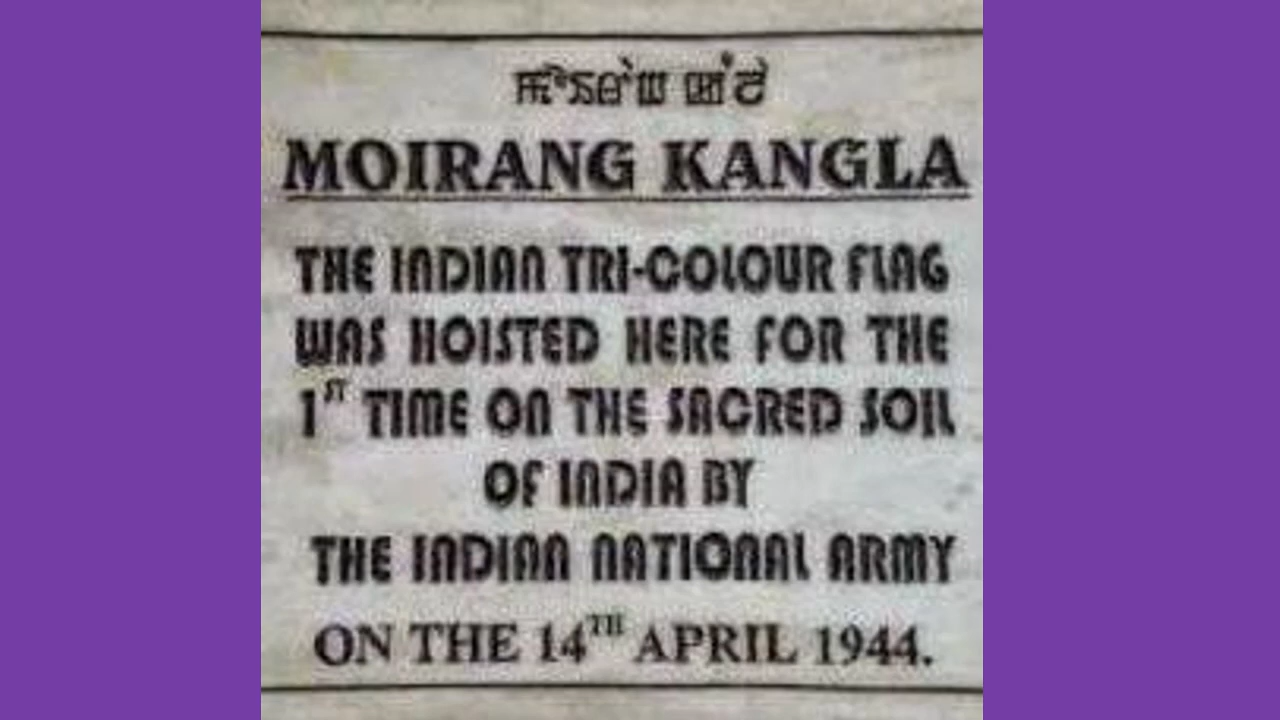 ꯃꯣꯏꯔꯥꯡ ꯀꯪꯂꯥ
MOIRANG KANGLA
THE INDIAN TRI-COLOUR FLAG
WAS HOISTED HERE FOR THE
1ST TIME ON THE SACRED SOIL
OF INDIA BY
THE INDIAN NATIONAL ARMY
ON THE 14TH APRIL 1944.